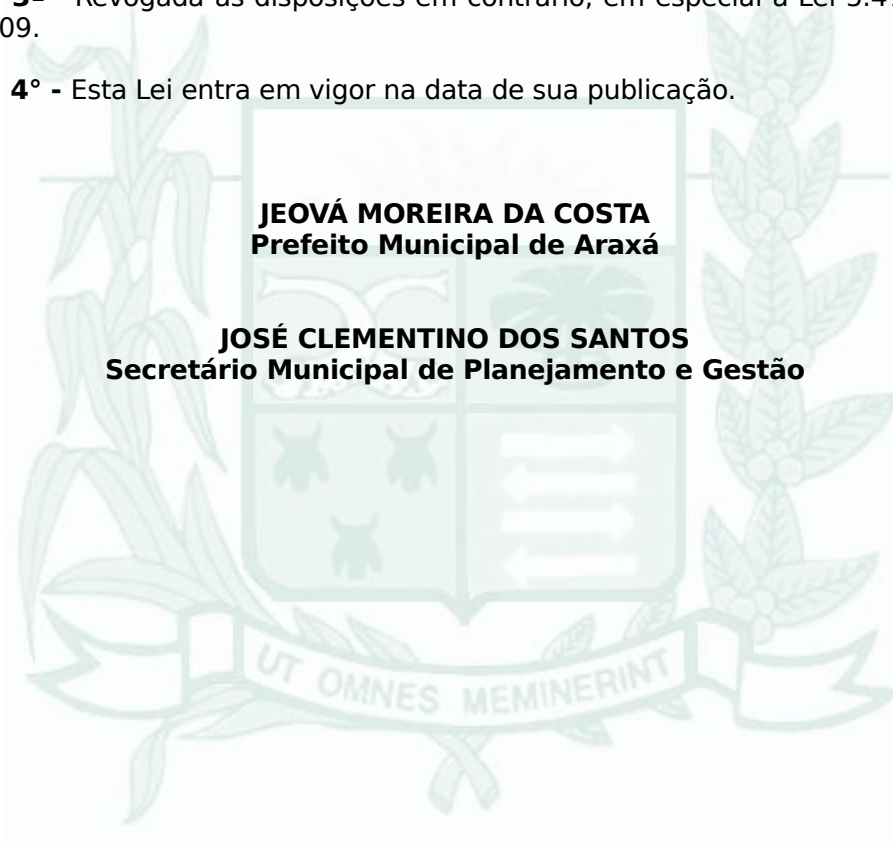 Revogada as disposições em contrário, em especial a Lei
09.
4° - Esta Lei entra em vigor na data de sua publicação.
JEOVÁ MOREIRA DA COSTA
Prefeito Municipal de Araxá
JOSÉ CLEMENTINO DOS SANTOS
Secretário Municipal de Planejamento e Gestão
UT OMNES MEMINERINT